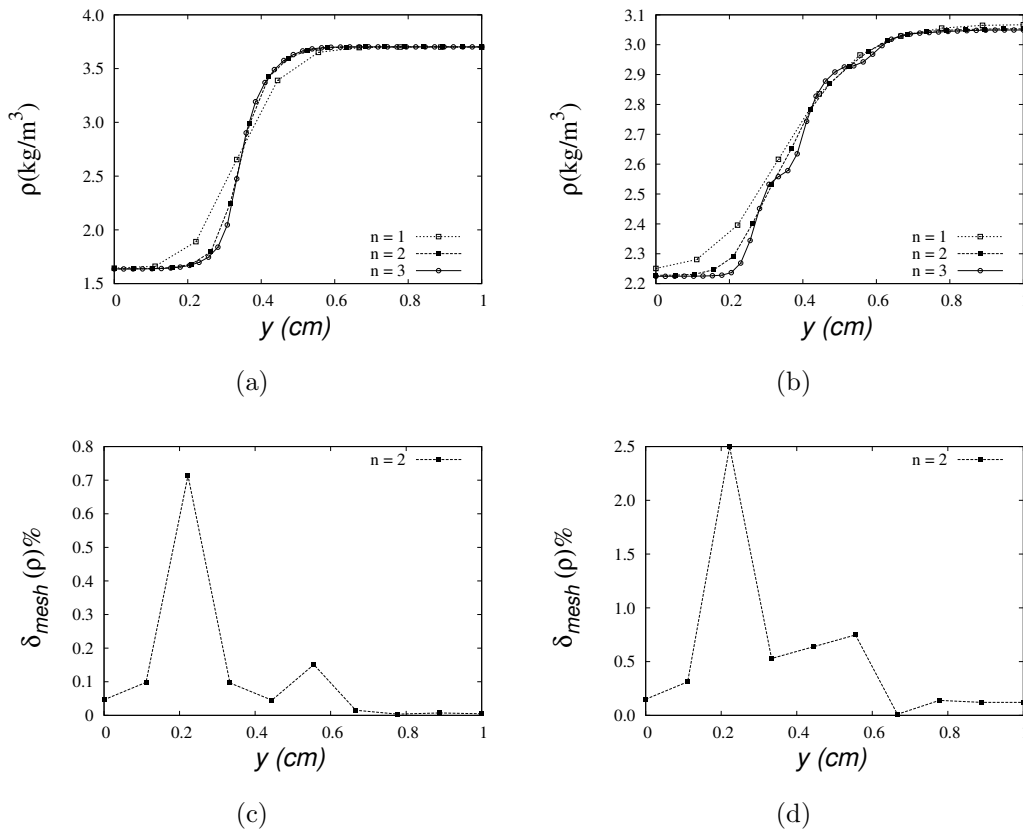 4.0
3.5
3.0
2.5
2.0
1.5
ρ(kg/m³)
n = 1
n = 2
n = 3
0 0.2 0.4 0.6 0.8 1
y (cm)
(a)
3.1
3.0
2.9
2.8
2.7
2.6
2.5
2.4
2.3
2.2
ρ(kg/m³)
n = 1
n = 2
n = 3
0 0.2 0.4 0.6 0.8
y (cm)
(b)
0.8
0.7
0.6
0.5
0.4
0.3
0.2
0.1
0
δmesh(ρ)%
n = 2
0 0.2 0.4 0.6 0.8 1
y (cm)
(c)
2.5
2.0
1.5
1.0
0.5
0.0
δmesh(ρ)%
n = 2
0 0.2 0.4 0.6 0.8
y (cm)
(d)